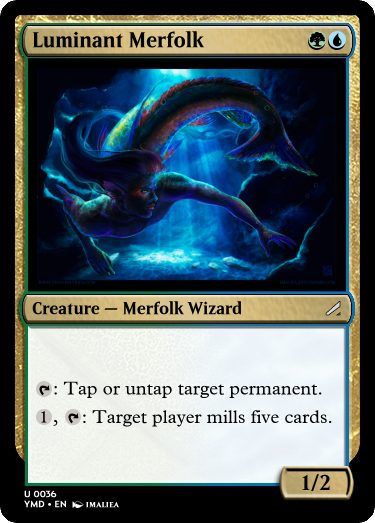 Luminant Merfolk
Creature — Merfolk Wizard
: Tap or untap target permanent.
1, : Target player mills five cards.
1/2
U 0036
YMD • EN IMALIEA